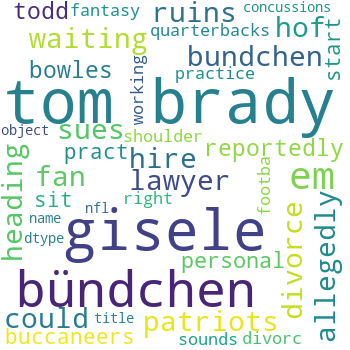 todd fantasy ruins concussions
waiting quarterbacks hof
working bundchen start
bowles practice
tom brady
object sues shoulder
pract hire reportedly
heading fan lawyer em
sit right footba
name nfl
dtype gisele divorce allegedly
personal
bündchen
could title patriots
buccaneers sounds divorc